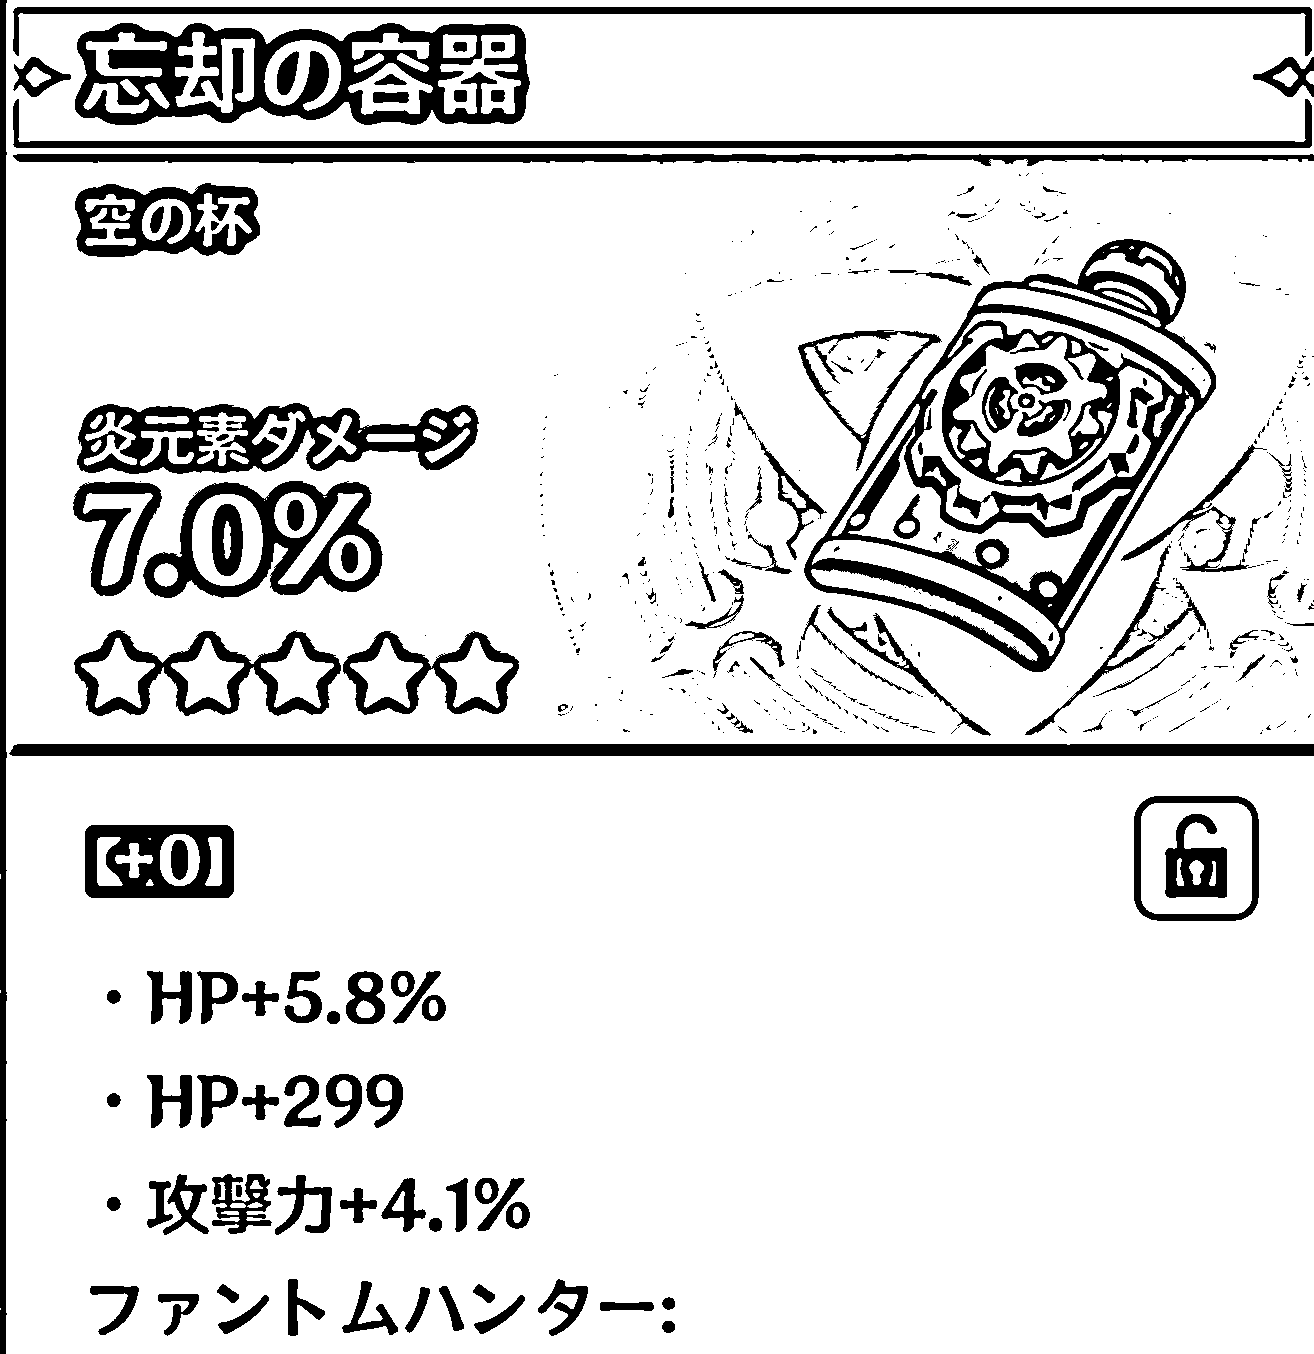 忘却の容器
空の杯
炎元素ダメージ
7.0%
【+0】
・HP+5.8%
・HP+299
・攻撃力+4.1%
ファントムハンター: